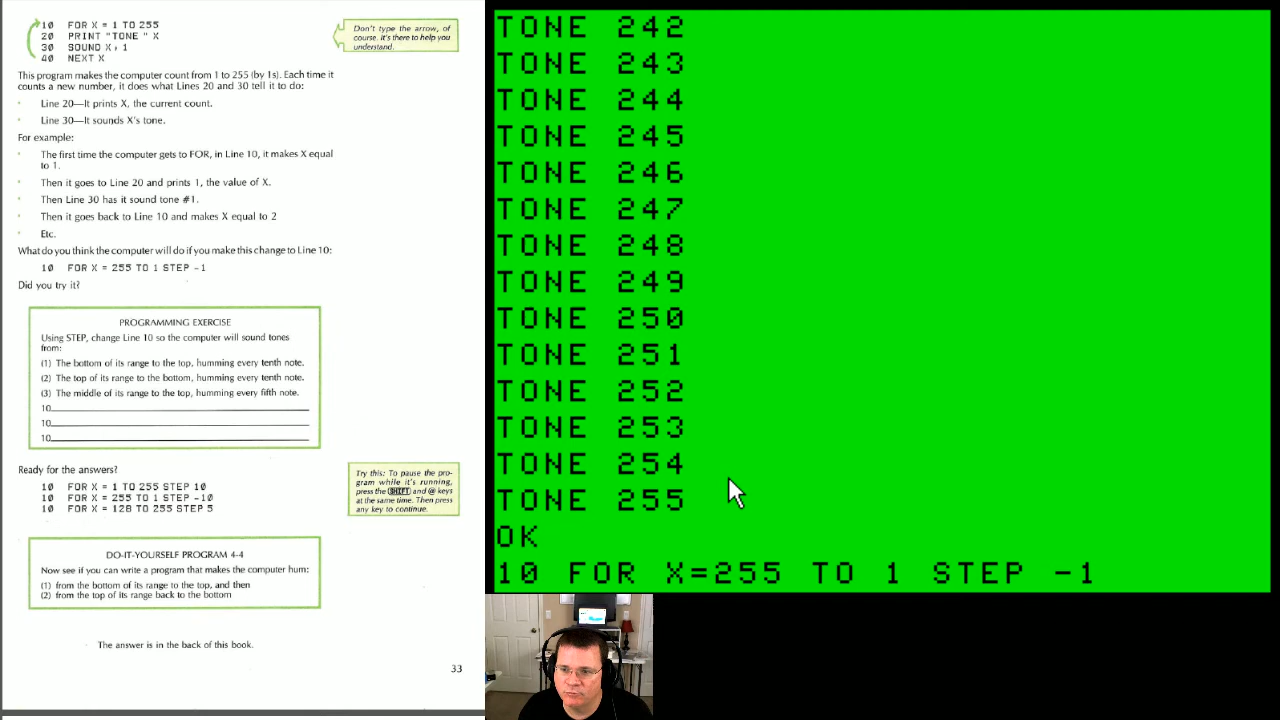 10 FOR X = 1 TO 255
20 PRINT "TONE " X
30 SOUND X, 1
40 NEXT X
Don't type the arrow, of
course. It's there to help you
understand.
This program makes the computer count from 1 to 255 (by 1s). Each time it
counts a new number, it does what Lines 20 and 30 tell it to do:
• Line 20—It prints X, the current count.
• Line 30—It sounds X's tone.
For example:
• The first time the computer gets to FOR, in Line 10, it makes X equal
to 1.
• Then it goes to Line 20 and prints 1, the value of X.
• Then Line 30 has it sound tone #1.
• Then it goes back to Line 10 and makes X equal to 2
• Etc.
What do you think the computer will do if you make this change to Line 10:
10 FOR X = 255 TO 1 STEP -1
Did you try it?
PROGRAMMING EXERCISE
Using STEP, change Line 10 so the computer will sound tones
from:
(1) The bottom of its range to the top, humming every tenth note.
(2) The top of its range to the bottom, humming every tenth note.
(3) The middle of its range to the top, humming every fifth note.
10
10
10
Ready for the answers?
10 FOR X = 1 TO 255 STEP 10
10 FOR X = 255 TO 1 STEP -10
10 FOR X = 128 TO 255 STEP 5
Try this: To pause the pro-
gram while it's running,
press the SHIFT and @ keys
at the same time. Then press
any key to continue.
DO-IT-YOURSELF PROGRAM 4-4
Now see if you can write a program that makes the computer hum:
(1) from the bottom of its range to the top, and then
(2) from the top of its range back to the bottom
The answer is in the back of this book.
33
TONE 242
TONE 243
TONE 244
TONE 245
TONE 246
TONE 247
TONE 248
TONE 249
TONE 250
TONE 251
TONE 252
TONE 253
TONE 254
TONE 255
OK
10 FOR X=255 TO 1 STEP -1